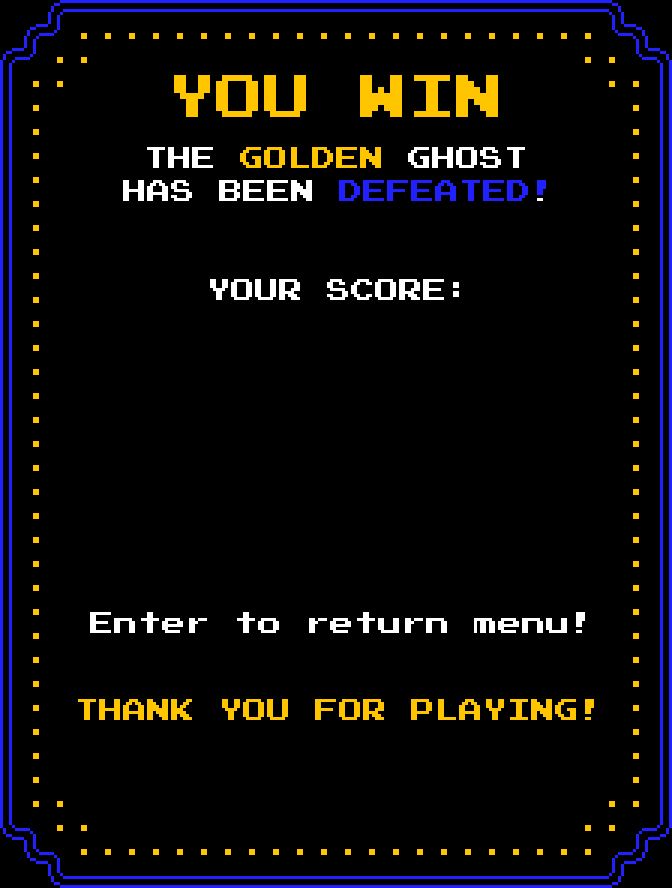 YOU WIN
THE GOLDEN GHOST
HAS BEEN DEFEATED!
YOUR SCORE:
Enter to return menu!
THANK YOU FOR PLAYING!